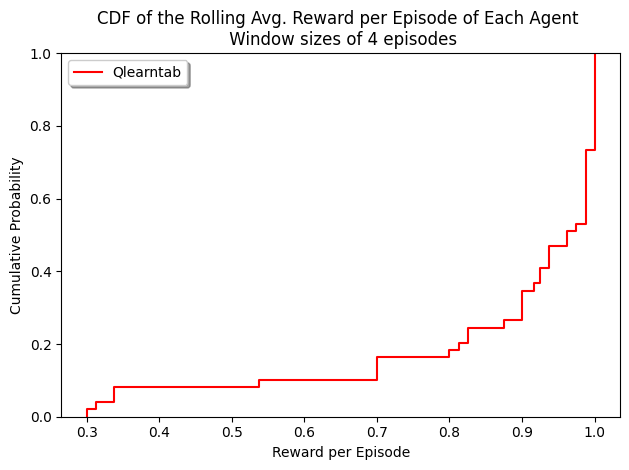 CDF of the Rolling Avg. Reward per Episode of Each Agent
Window sizes of 4 episodes
Qlearntab
1.0
0.8
0.6
0.4
0.2
0.0
Cumulative Probability
0.3 0.4 0.5 0.6 0.7 0.8 0.9 1.0
Reward per Episode